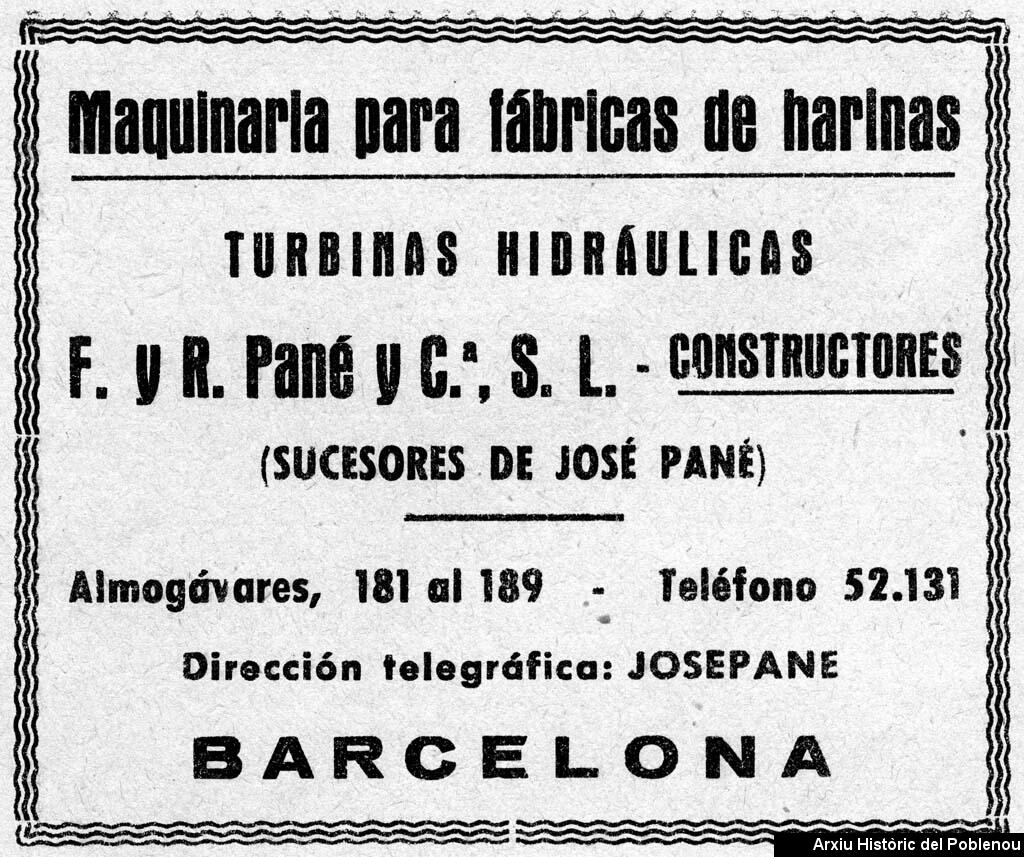 Maquinaria para fábricas de harinas
TURBINAS HIDRÁULICAS
F. y R. Pané y C.ª, S. L. - CONSTRUCTORES
(SUCESORES DE JOSÉ PANÉ)
Almogávares, 181 al 189 - Teléfono 52.131
Dirección telegráfica: JOSEPANE
BARCELONA
Arxiu Històric del Poblenou